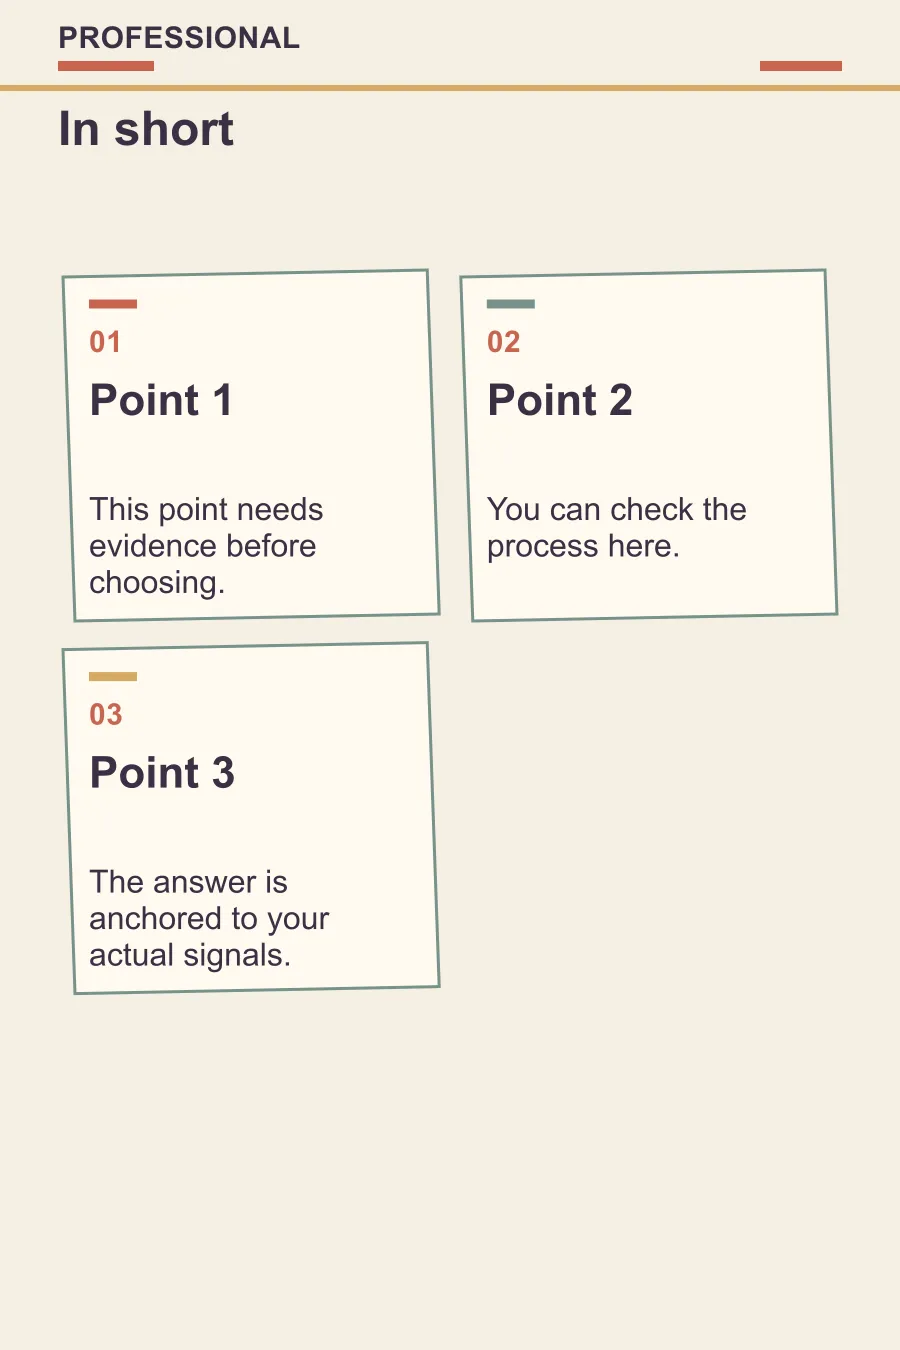 PROFESSIONAL
In short
01
Point 1
This point needs
evidence before
choosing.
02
Point 2
You can check the
process here.
03
Point 3
The answer is
anchored to your
actual signals.